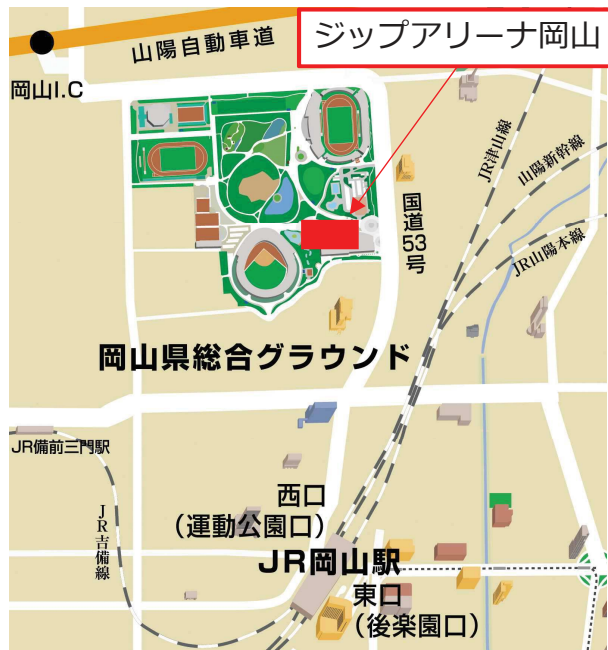 ジップアリーナ岡山
山陽自動車道
岡山I.C
JR津山線
山陽新幹線
JR山陽本線
国道53号
岡山県総合グラウンド
JR備前三門駅
JR吉備線
西口
（運動公園口）
JR岡山駅
東口
（後楽園口）